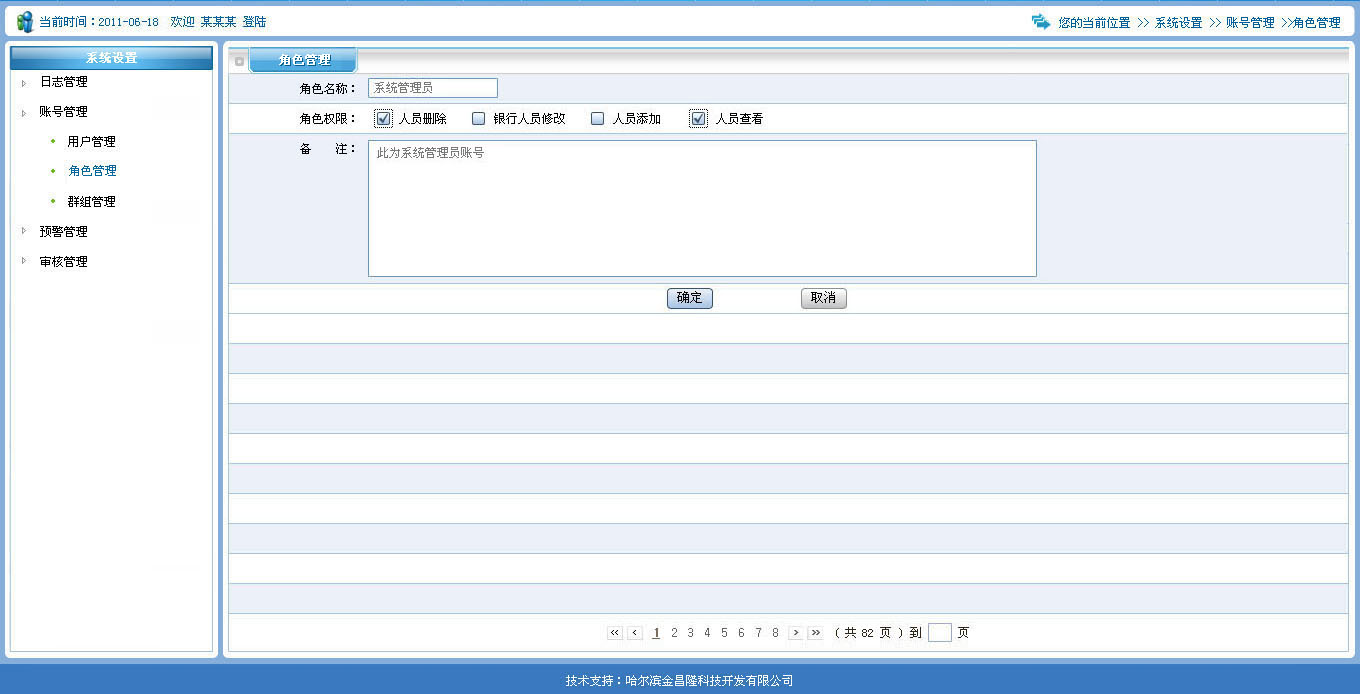 当前时间：2011-06-18 欢迎 某某某 登陆
您的当前位置 >> 系统设置 >> 账号管理 >>角色管理
系统设置
日志管理
账号管理
用户管理
角色管理
群组管理
预警管理
审核管理
角色管理
角色名称： 系统管理员
角色权限： 人员删除 银行人员修改 人员添加 人员查看
备 注： 此为系统管理员账号
确定 取消
« ‹ 1 2 3 4 5 6 7 8 › » （ 共 82 页 ）到 页
技术支持：哈尔滨金昌隆科技开发有限公司